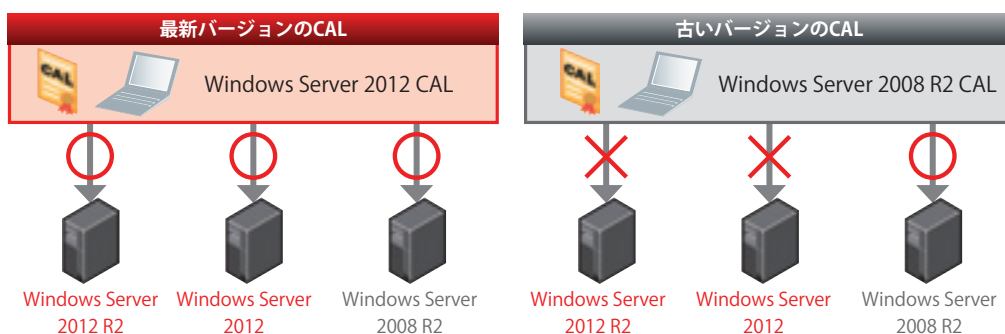 最新バージョンのCAL
CAL
Windows Server 2012 CAL
Windows Server
2012 R2
Windows Server
2012
Windows Server
2008 R2
古いバージョンのCAL
CAL
Windows Server 2008 R2 CAL
Windows Server
2012 R2
Windows Server
2012
Windows Server
2008 R2